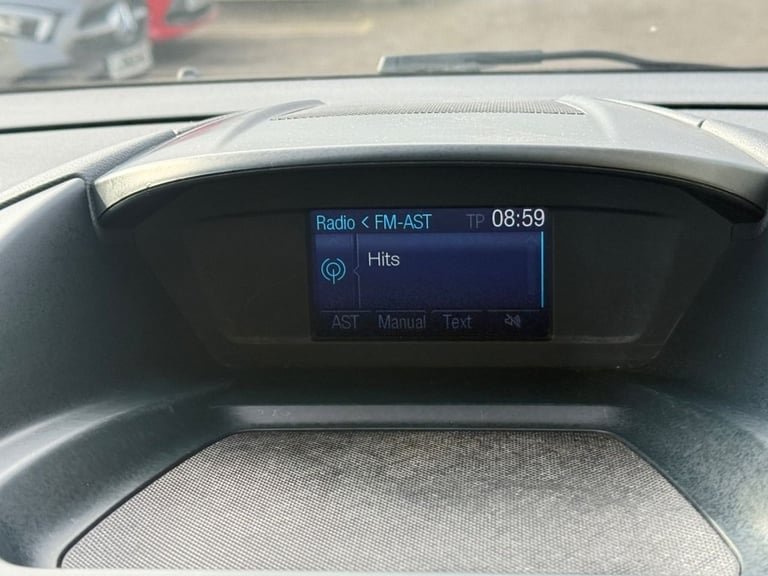 Radio < FM-AST TP 08:59
Hits
AST Manual Text